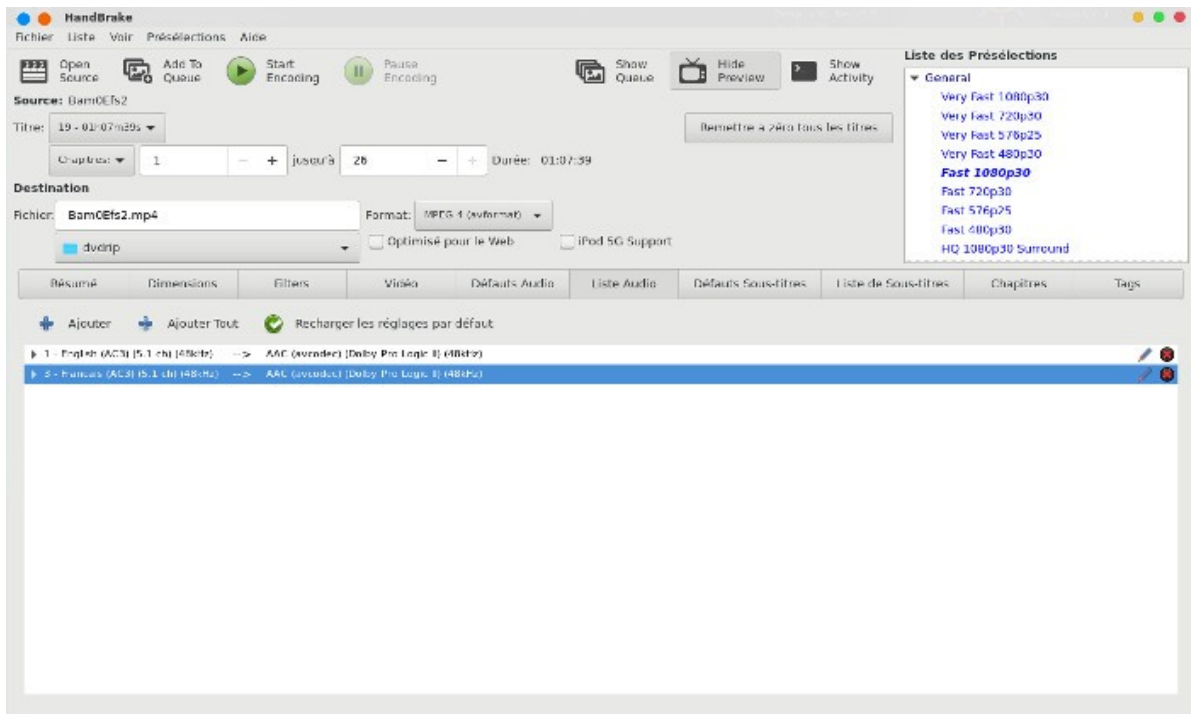 HandBrake
Fichier Liste Voir Présélections Aide
Open Source
Add To Queue
Start Encoding
Pause Encoding
Show Queue
Hide Preview
Show Activity
Liste des Présélections
General
Very Fast 1080p30
Very Fast 720p30
Very Fast 576p25
Very Fast 480p30
Fast 1080p30
Fast 720p30
Fast 576p25
Fast 480p30
HQ 1080p30 Surround
Source: Bam0Efs2
Titre: 19 - 01h07m39s
Remettre à zéro tous les titres
Chapitres: 1 - + jusqu'à 26 - + Durée: 01:07:39
Destination
Fichier: Bam0Efs2.mp4 Format: MPEG-4 (avformat)
dvdrip Optimisé pour le Web iPod 5G Support
Résumé Dimensions Filters Vidéo Défauts Audio Liste Audio Défauts Sous-titres Liste de Sous-titres Chapitres Tags
Ajouter Ajouter Tout Recharger les réglages par défaut
1 - English (AC3) (5.1 ch) (48kHz) --> AAC (avcodec) (Dolby Pro Logic II) (48kHz)
3 - Francais (AC3) (5.1 ch) (48kHz) --> AAC (avcodec) (Dolby Pro Logic II) (48kHz)